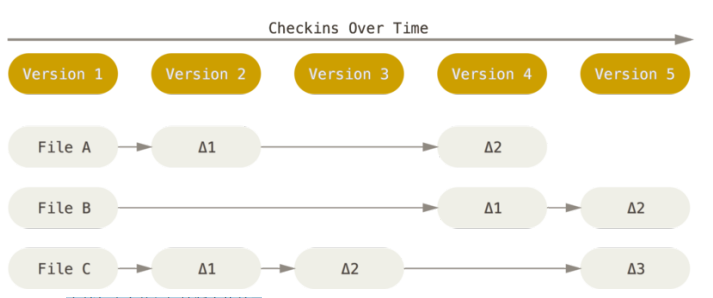 Checkins Over Time
Version 1 Version 2 Version 3 Version 4 Version 5
File A Δ1 Δ2
File B Δ1 Δ2
File C Δ1 Δ2 Δ3